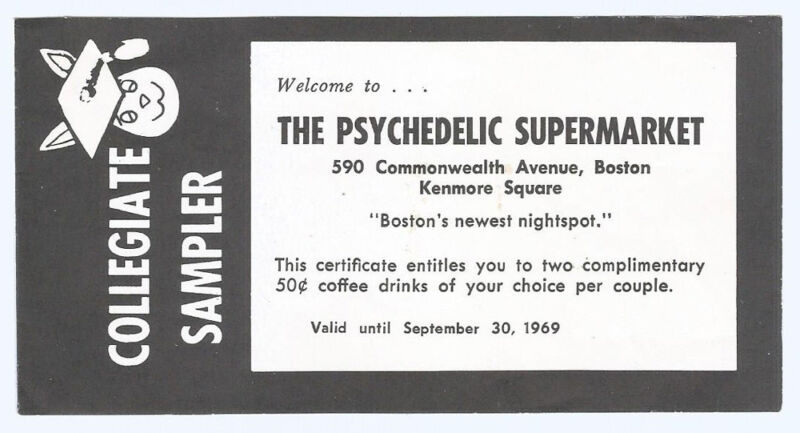 COLLEGIATE
SAMPLER
Welcome to . . .
THE PSYCHEDELIC SUPERMARKET
590 Commonwealth Avenue, Boston
Kenmore Square
"Boston's newest nightspot."
This certificate entitles you to two complimentary
50¢ coffee drinks of your choice per couple.
Valid until September 30, 1969